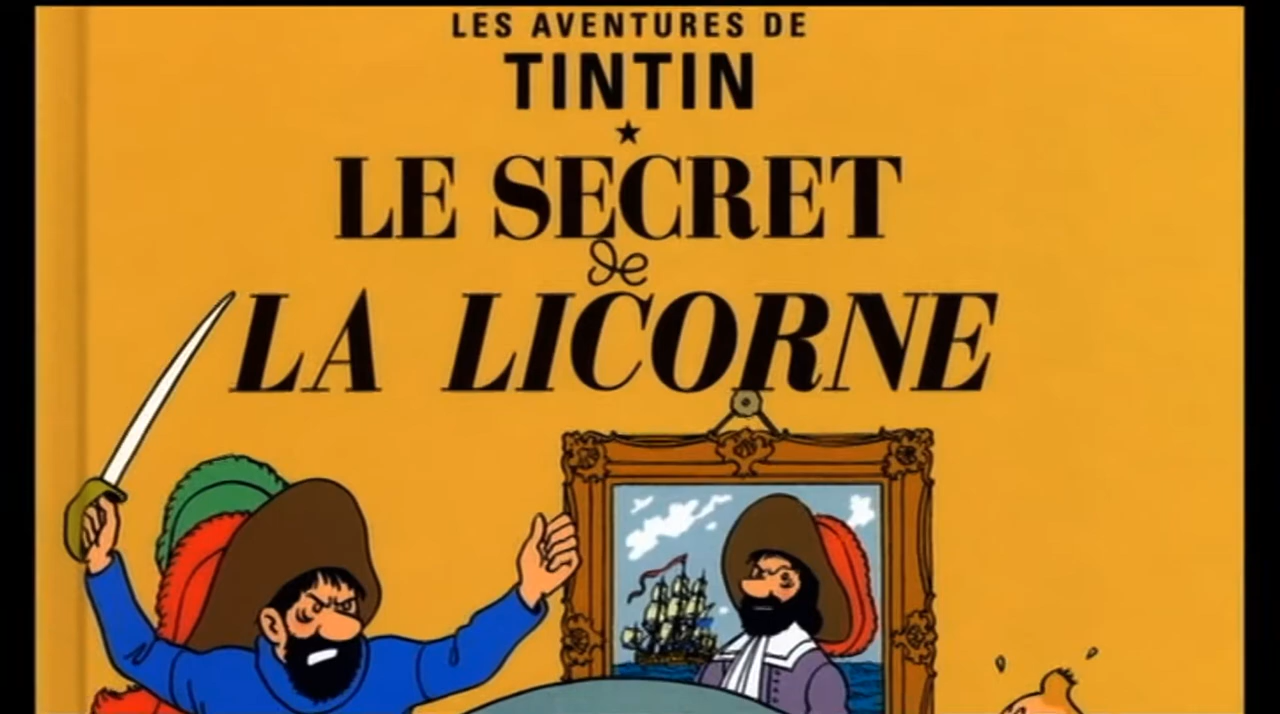 LES AVENTURES DE
TINTIN
LE SECRET
de
LA LICORNE